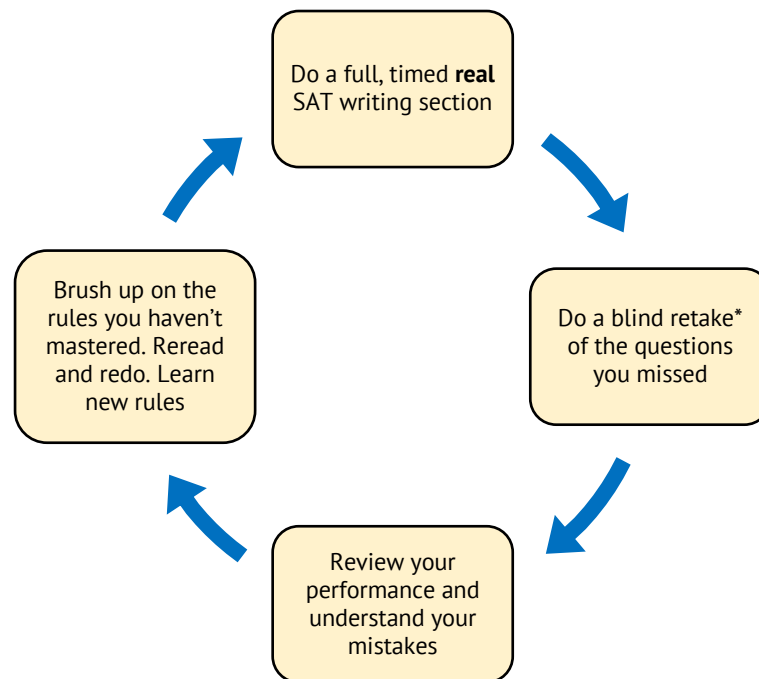 Do a full, timed real
SAT writing section
Do a blind retake*
of the questions
you missed
Review your
performance and
understand your
mistakes
Brush up on the
rules you haven’t
mastered. Reread
and redo. Learn
new rules